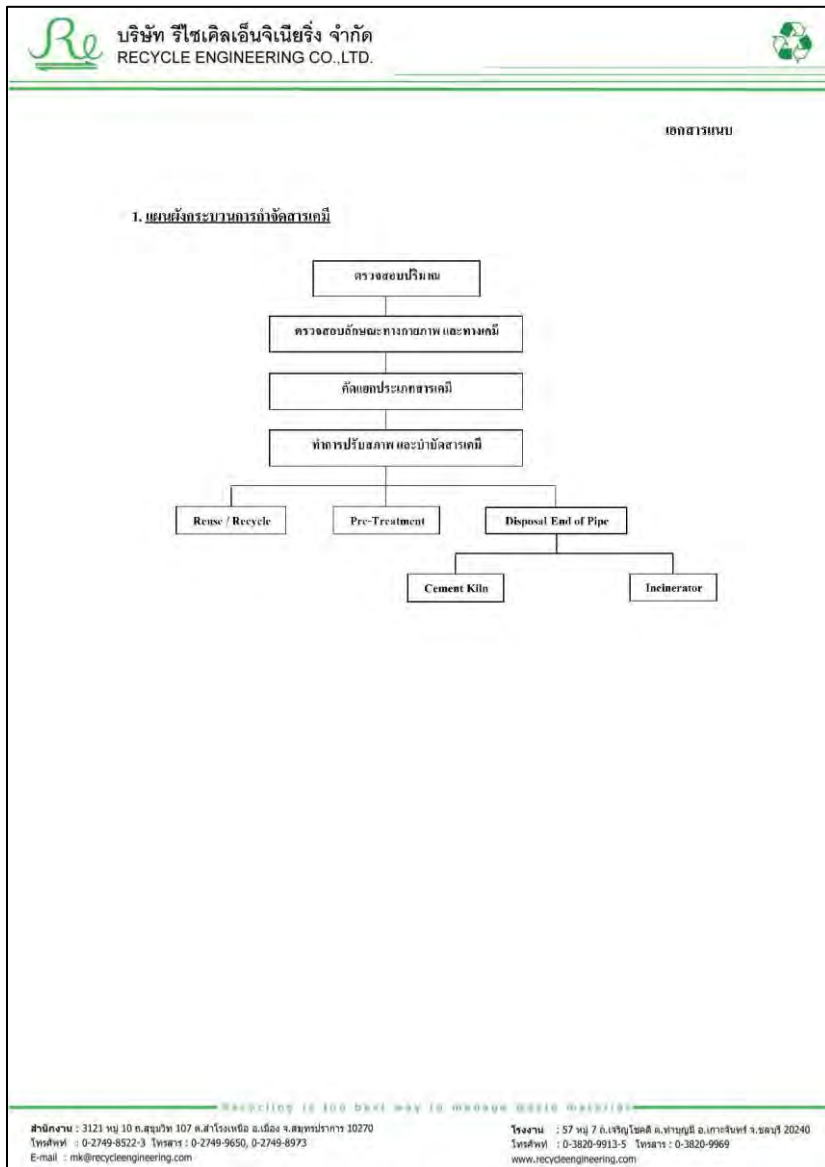 Re
บริษัท รีไซเคิลเอ็นจิเนียริ่ง จำกัด
RECYCLE ENGINEERING CO.,LTD.
เอกสารแนบ
1. แผนผังกระบวนการกำจัดสารเคมี
ตรวจสอบปริมาณ
ตรวจสอบลักษณะทางกายภาพ และทางเคมี
คัดแยกประเภทสารเคมี
ทำการปรับสภาพ และบำบัดสารเคมี
Reuse / Recycle
Pre-Treatment
Disposal End of Pipe
Cement Kiln
Incinerator
Recycling is the best way to manage waste material
สำนักงาน : 3121 หมู่ 10 ถ.สุขุมวิท 107 ต.สำโรงเหนือ อ.เมือง จ.สมุทรปราการ 10270
โทรศัพท์ : 0-2749-8522-3 โทรสาร : 0-2749-9650, 0-2749-8973
E-mail : mk@recycleengineering.com
โรงงาน : 57 หมู่ 7 ถ.เจริญโชคดี ต.ท่าบุญมี อ.เกาะจันทร์ จ.ชลบุรี 20240
โทรศัพท์ : 0-3820-9913-5 โทรสาร : 0-3820-9969
www.recycleengineering.com